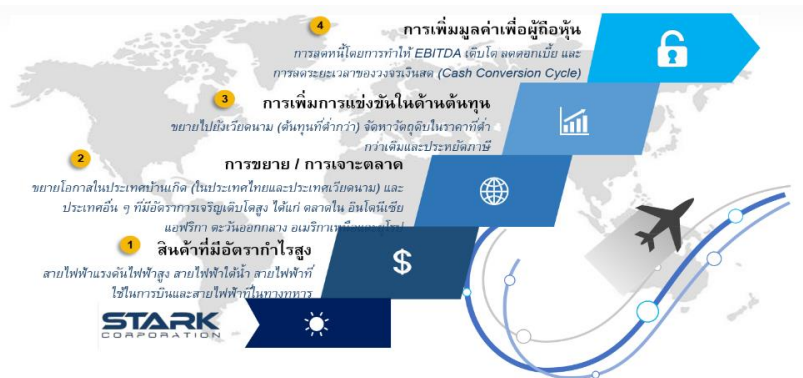 4
การเพิ่มมูลค่าเพื่อผู้ถือหุ้น
การลดหนี้โดยการทำให้ EBITDA เติบโต ลดดอกเบี้ย และ
การลดระยะเวลาของวงจรเงินสด (Cash Conversion Cycle)
3
การเพิ่มการแข่งขันในด้านต้นทุน
ขยายไปยังเวียดนาม (ต้นทุนที่ต่ำกว่า) จัดหาวัตถุดิบในราคาที่ต่ำ
กว่าเดิมและประหยัดภาษี
2
การขยาย / การเจาะตลาด
ขยายโอกาสในประเทศบ้านเกิด (ในประเทศไทยและประเทศเวียดนาม) และ
ประเทศอื่น ๆ ที่มีอัตราการเจริญเติบโตสูง ได้แก่ ตลาดใน อินโดนีเซีย
แอฟริกา ตะวันออกกลาง อเมริกาเหนือและยุโรป
1
สินค้าที่มีอัตรากำไรสูง
สายไฟฟ้าแรงดันไฟฟ้าสูง สายไฟฟ้าใต้น้ำ สายไฟฟ้าที่
ใช้ในการบินและสายไฟฟ้าที่ในทางทหาร
$
STARK
CORPORATION